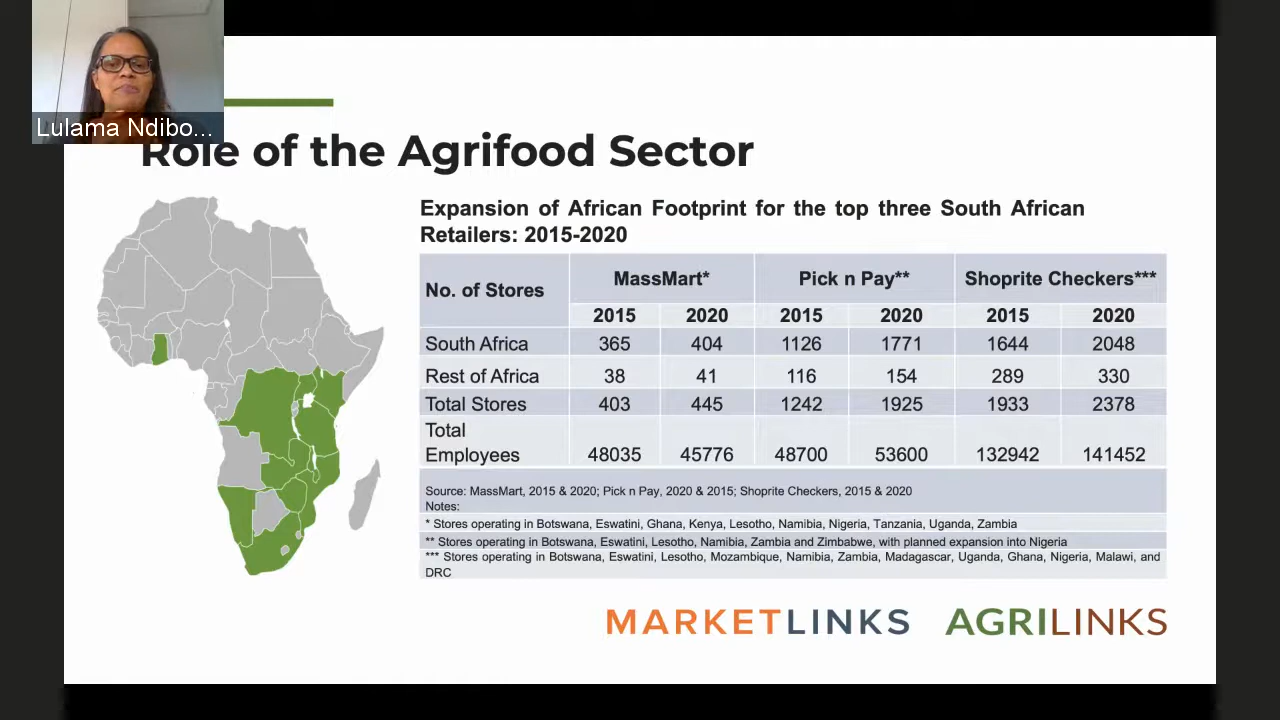 Lulama Ndibo...
Role of the Agrifood Sector
Expansion of African Footprint for the top three South African
Retailers: 2015-2020
No. of Stores MassMart* Pick n Pay** Shoprite Checkers***
2015 2020 2015 2020 2015 2020
South Africa 365 404 1126 1771 1644 2048
Rest of Africa 38 41 116 154 289 330
Total Stores 403 445 1242 1925 1933 2378
Total
Employees 48035 45776 48700 53600 132942 141452
Source: MassMart, 2015 & 2020; Pick n Pay, 2020 & 2015; Shoprite Checkers, 2015 & 2020
Notes:
* Stores operating in Botswana, Eswatini, Ghana, Kenya, Lesotho, Namibia, Nigeria, Tanzania, Uganda, Zambia
** Stores operating in Botswana, Eswatini, Lesotho, Namibia, Zambia and Zimbabwe, with planned expansion into Nigeria
*** Stores operating in Botswana, Eswatini, Lesotho, Mozambique, Namibia, Zambia, Madagascar, Uganda, Ghana, Nigeria, Malawi, and
DRC
MARKETLINKS AGRILINKS